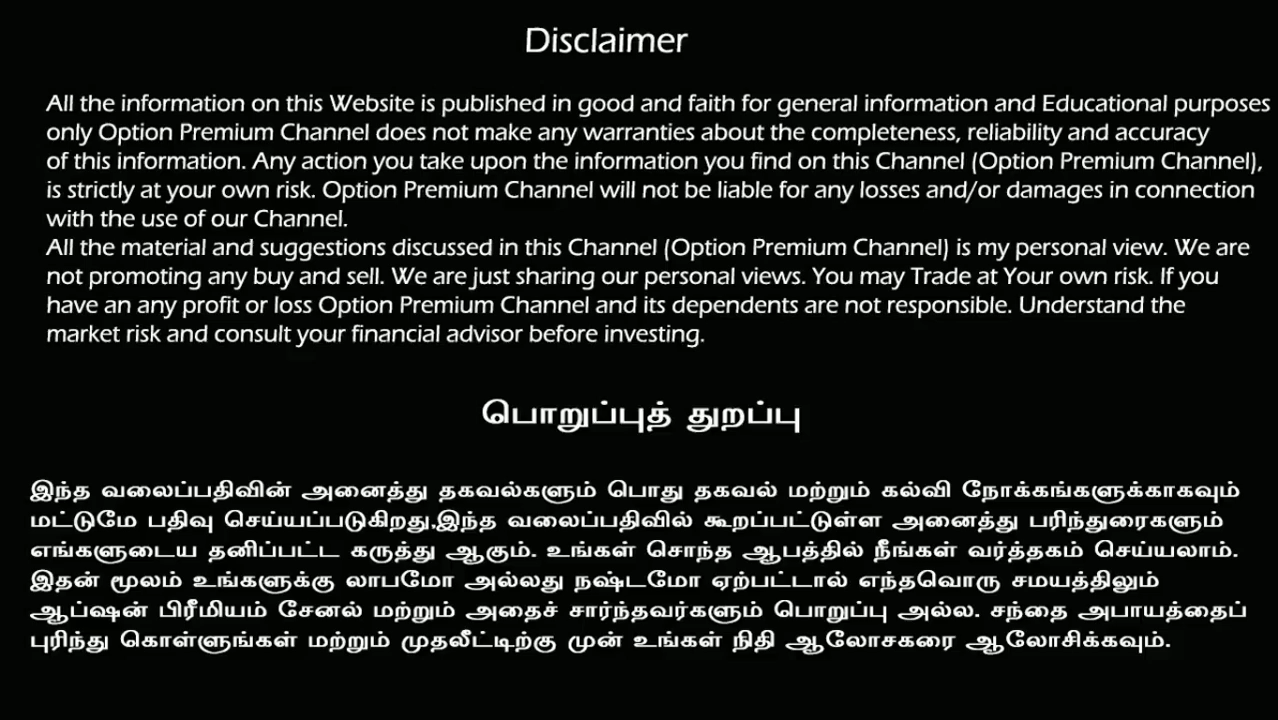 Disclaimer
All the information on this Website is published in good and faith for general information and Educational purposes
only Option Premium Channel does not make any warranties about the completeness, reliability and accuracy
of this information. Any action you take upon the information you find on this Channel (Option Premium Channel),
is strictly at your own risk. Option Premium Channel will not be liable for any losses and/or damages in connection
with the use of our Channel.
All the material and suggestions discussed in this Channel (Option Premium Channel) is my personal view. We are
not promoting any buy and sell. We are just sharing our personal views. You may Trade at Your own risk. If you
have an any profit or loss Option Premium Channel and its dependents are not responsible. Understand the
market risk and consult your financial advisor before investing.
பொறுப்புத் துறப்பு
இந்த வலைப்பதிவின் அனைத்து தகவல்களும் பொது தகவல் மற்றும் கல்வி நோக்கங்களுக்காகவும்
மட்டுமே பதிவு செய்யப்படுகிறது.இந்த வலைப்பதிவில் கூறப்பட்டுள்ள அனைத்து பரிந்துரைகளும்
எங்களுடைய தனிப்பட்ட கருத்து ஆகும். உங்கள் சொந்த ஆபத்தில் நீங்கள் வர்த்தகம் செய்யலாம்.
இதன் மூலம் உங்களுக்கு லாபமோ அல்லது நஷ்டமோ ஏற்பட்டால் எந்தவொரு சமயத்திலும்
ஆப்ஷன் பிரீமியம் சேனல் மற்றும் அதைச் சார்ந்தவர்களும் பொறுப்பு அல்ல. சந்தை அபாயத்தைப்
புரிந்து கொள்ளுங்கள் மற்றும் முதலீட்டிற்கு முன் உங்கள் நிதி ஆலோசகரை ஆலோசிக்கவும்.